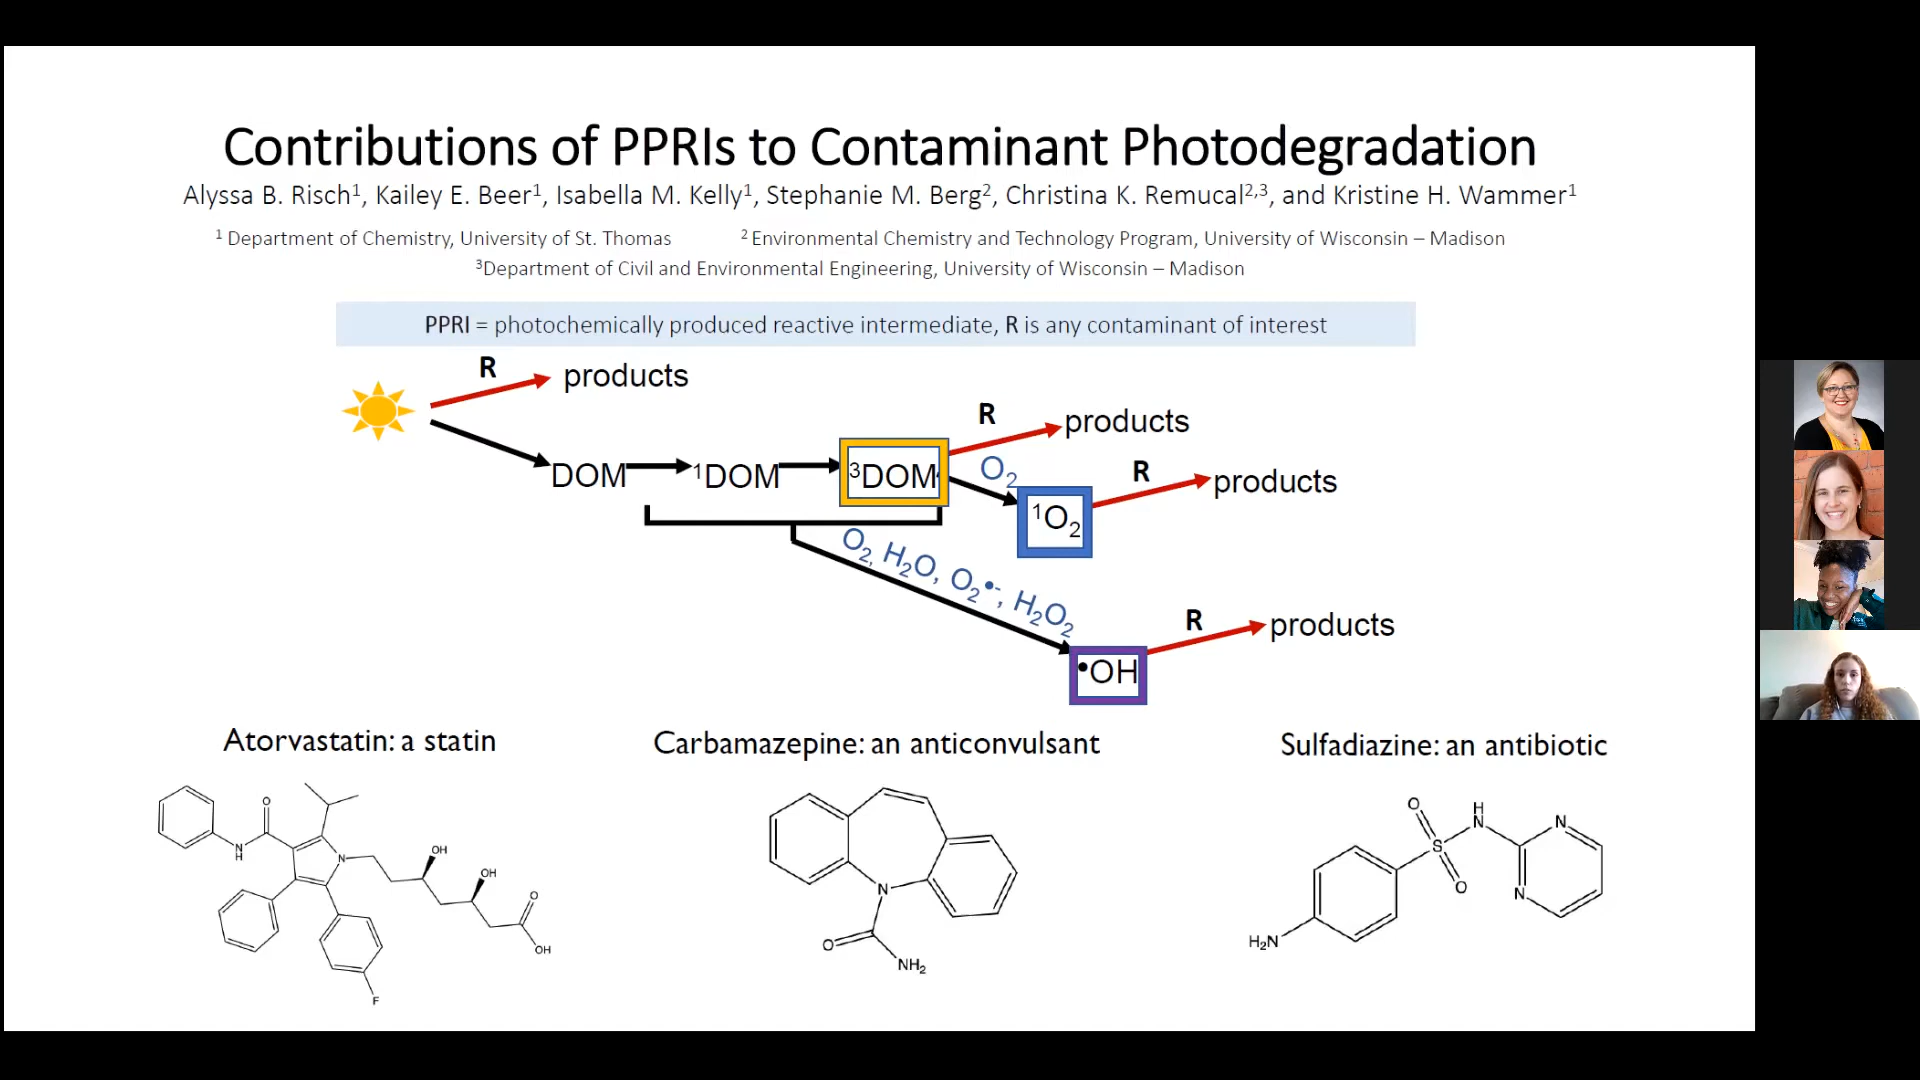 Contributions of PPRIs to Contaminant Photodegradation
Alyssa B. Risch1, Kailey E. Beer1, Isabella M. Kelly1, Stephanie M. Berg2, Christina K. Remucal2,3, and Kristine H. Wammer1
1 Department of Chemistry, University of St. Thomas
2 Environmental Chemistry and Technology Program, University of Wisconsin – Madison
3Department of Civil and Environmental Engineering, University of Wisconsin – Madison
PPRI = photochemically produced reactive intermediate, R is any contaminant of interest
R
products
R
products
DOM
1DOM
3DOM
O2
R
products
1O2
O2, H2O, O2•-, H2O2
R
products
•OH
Atorvastatin: a statin
Carbamazepine: an anticonvulsant
Sulfadiazine: an antibiotic
O
N
H
N
OH
OH
O
OH
F
N
O
NH2
O
S
O
H
N
N
N
H2N